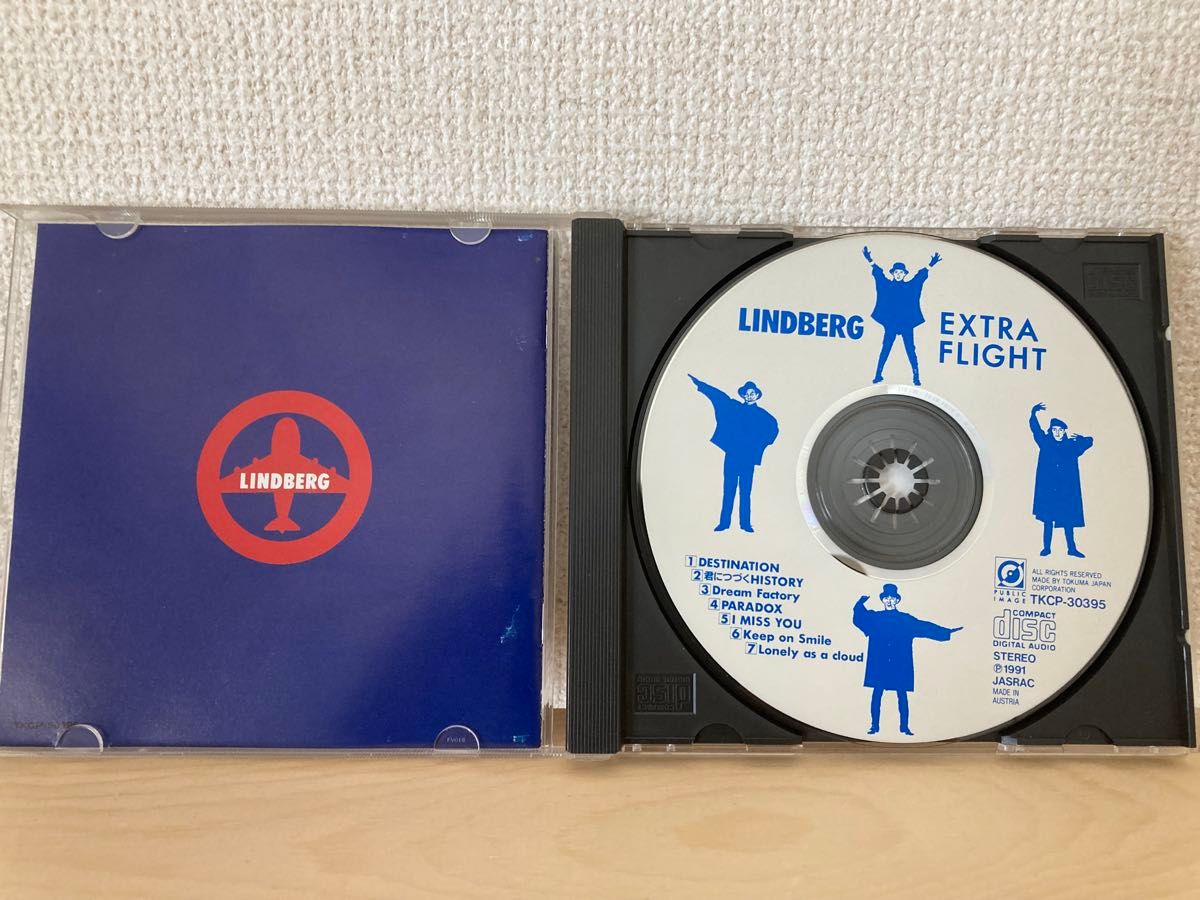 LINDBERG
LINDBERG
EXTRA
FLIGHT
1 DESTINATION
2 君につづくHISTORY
3 Dream Factory
4 PARADOX
5 I MISS YOU
6 Keep on Smile
7 Lonely as a cloud
PUBLIC
IMAGE
ALL RIGHTS RESERVED
MADE BY TOKUMA JAPAN
CORPORATION
TKCP-30395
COMPACT
disc
DIGITAL AUDIO
STEREO
℗1991
JASRAC
MADE IN
AUSTRIA